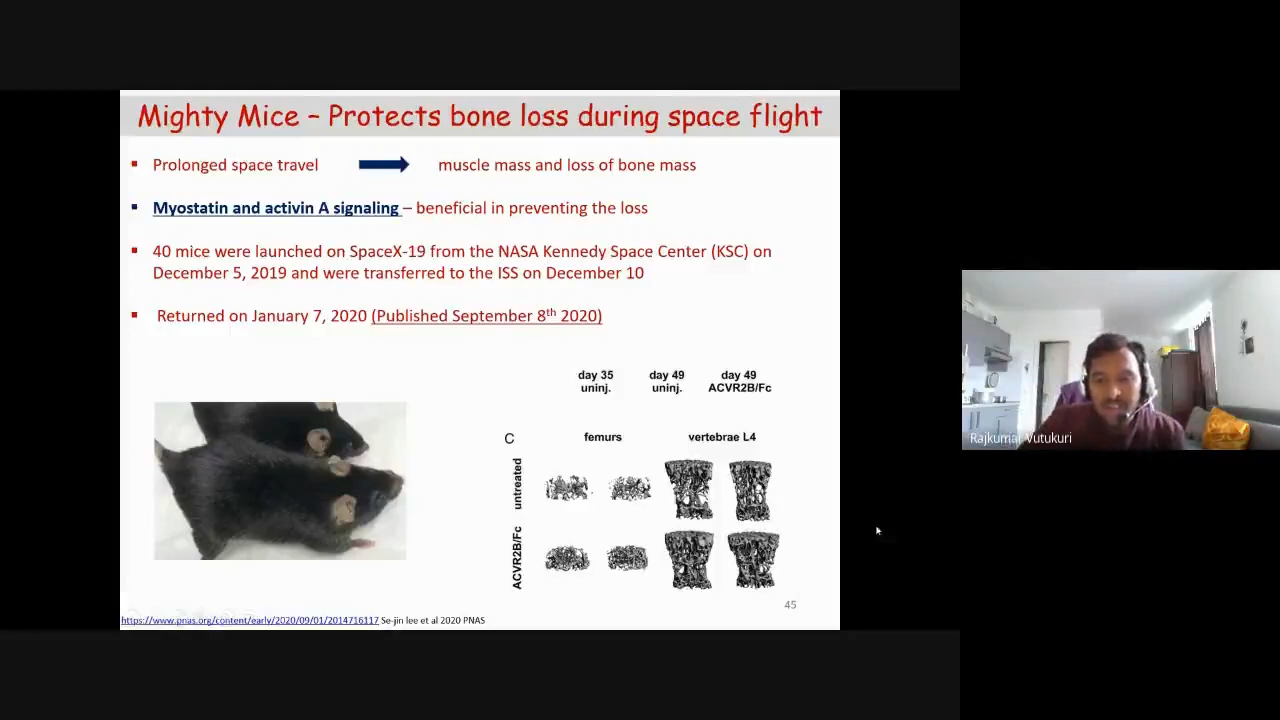 Mighty Mice – Protects bone loss during space flight
Prolonged space travel muscle mass and loss of bone mass
Myostatin and activin A signaling – beneficial in preventing the loss
40 mice were launched on SpaceX-19 from the NASA Kennedy Space Center (KSC) on
December 5, 2019 and were transferred to the ISS on December 10
Returned on January 7, 2020 (Published September 8th 2020)
day 35 day 49 day 49
uninj. uninj. ACVR2B/Fc
C femurs vertebrae L4
untreated
ACVR2B/Fc
45
https://www.pnas.org/content/early/2020/09/01/2014716117 Se-jin lee et al 2020 PNAS
Rajkumar Vutukuri